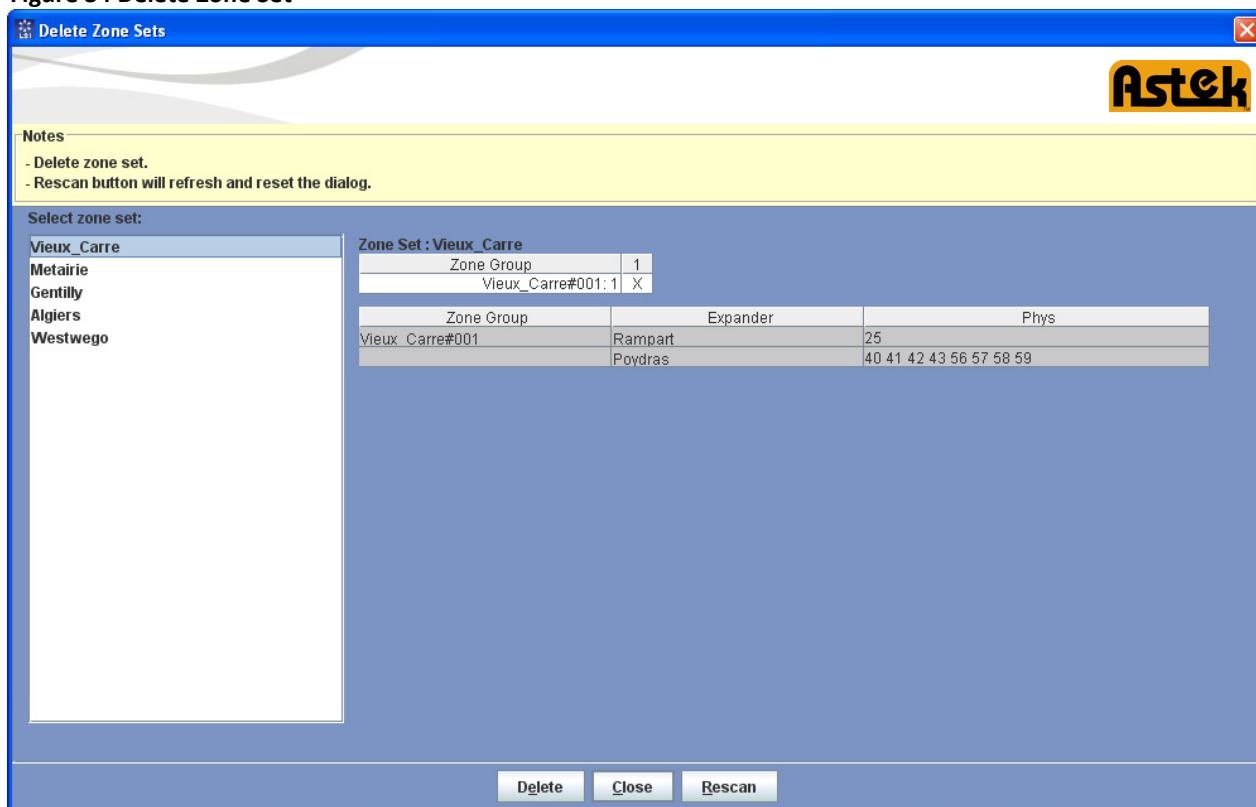 Delete Zone Sets
LSI
Astek
Notes
- Delete zone set.
- Rescan button will refresh and reset the dialog.
Select zone set:
Vieux_Carre
Metairie
Gentilly
Algiers
Westwego
Zone Set : Vieux_Carre
Zone Group 1
Vieux_Carre#001: 1 X
Zone Group Expander Phys
Vieux_Carre#001 Rampart 25
Poydras 40 41 42 43 56 57 58 59
Delete Close Rescan